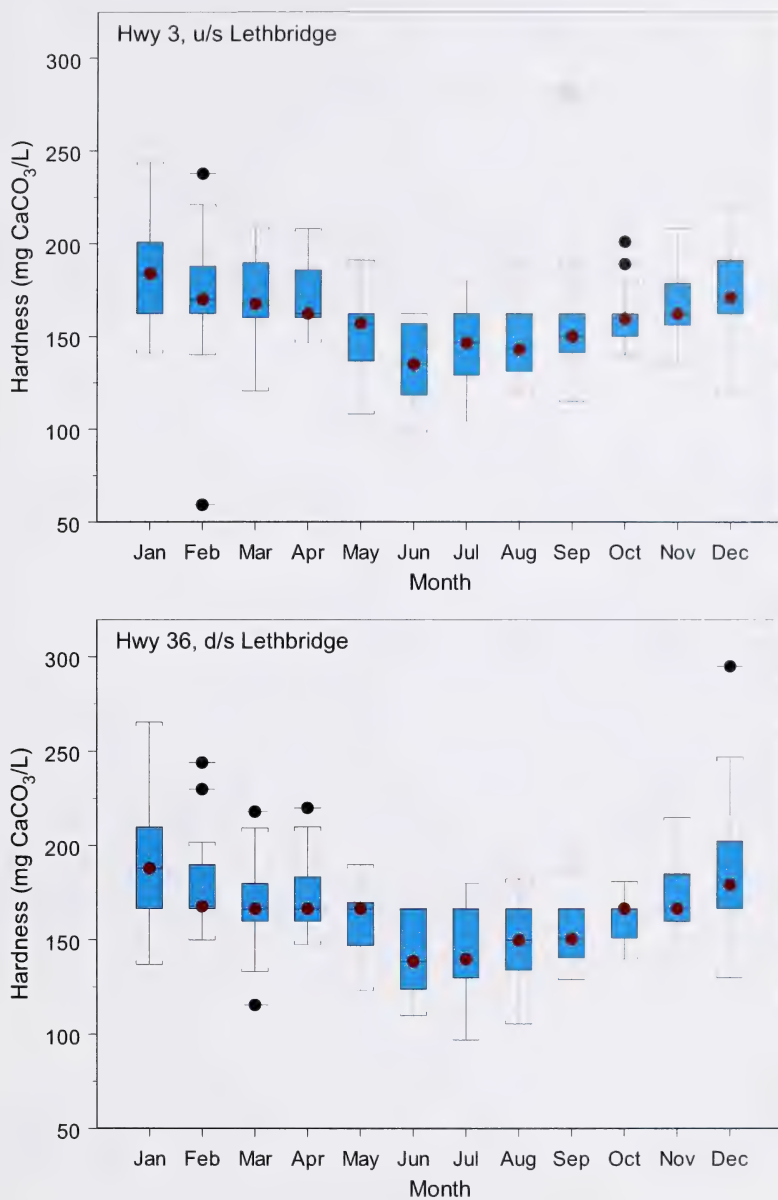 Hwy 3, u/s Lethbridge
Hardness (mg CaCO₃/L)
300
250
200
150
100
50
Jan Feb Mar Apr May Jun Jul Aug Sep Oct Nov Dec
Month
Hwy 36, d/s Lethbridge
Hardness (mg CaCO₃/L)
300
250
200
150
100
50
Jan Feb Mar Apr May Jun Jul Aug Sep Oct Nov Dec
Month